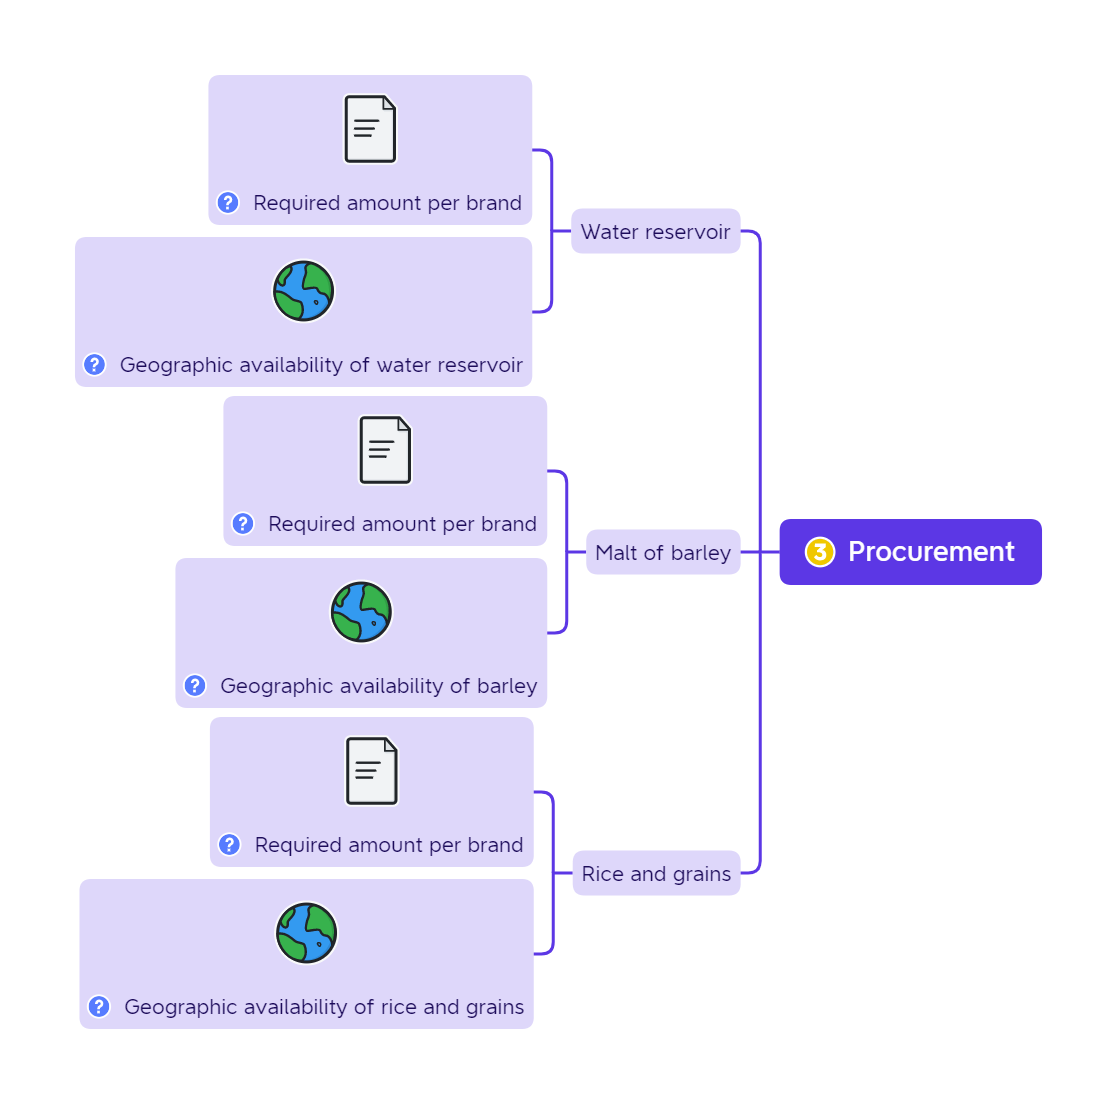 ? Required amount per brand
Water reservoir
? Geographic availability of water reservoir
? Required amount per brand
Malt of barley
3 Procurement
? Geographic availability of barley
? Required amount per brand
Rice and grains
? Geographic availability of rice and grains